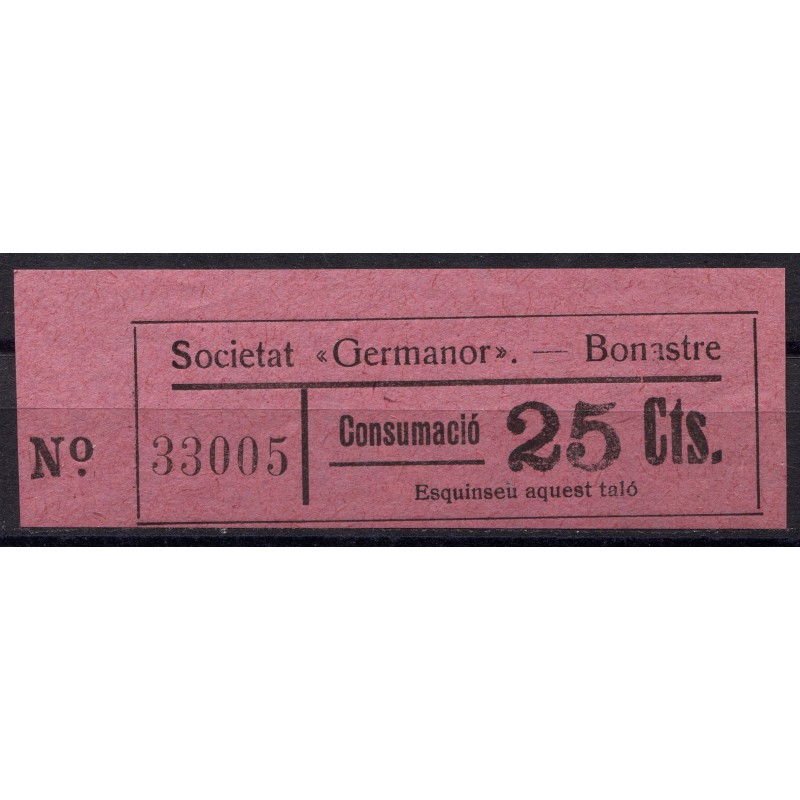 Societat «Germanor». — Bonastre
Nº 33005
Consumació 25 Cts.
Esquinseu aquest taló